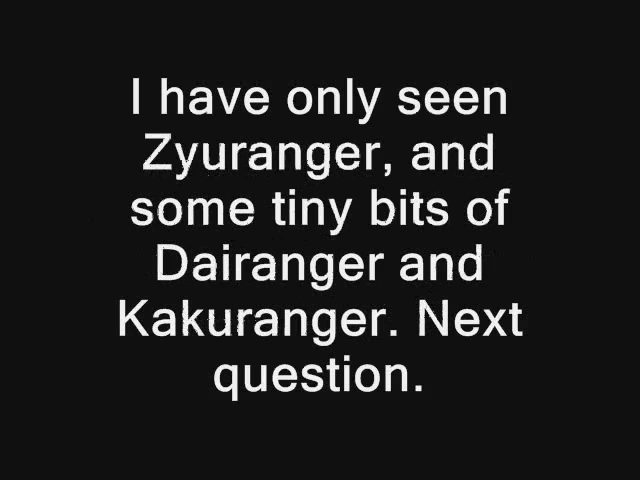 I have only seen
Zyuranger, and
some tiny bits of
Dairanger and
Kakuranger. Next
question.